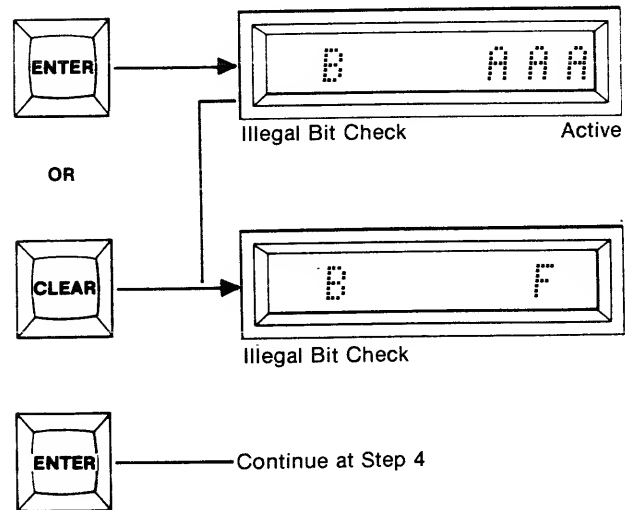 ENTER
B A A A
Illegal Bit Check Active
OR
CLEAR
B F
Illegal Bit Check
ENTER
Continue at Step 4